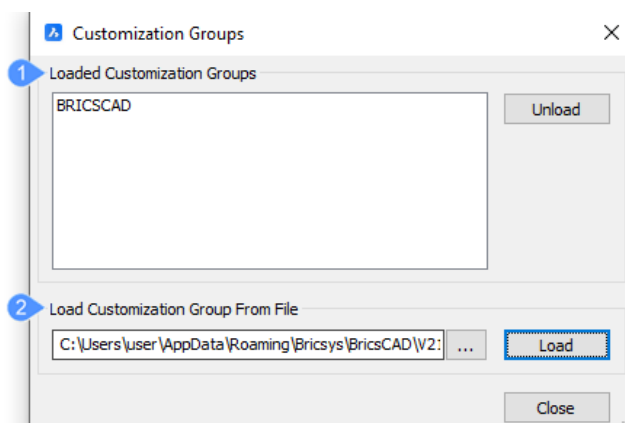 Customization Groups
1
Loaded Customization Groups
BRICSCAD
Unload
2
Load Customization Group From File
C:\Users\user\AppData\Roaming\Bricsys\BricsCAD\V21
...
Load
Close